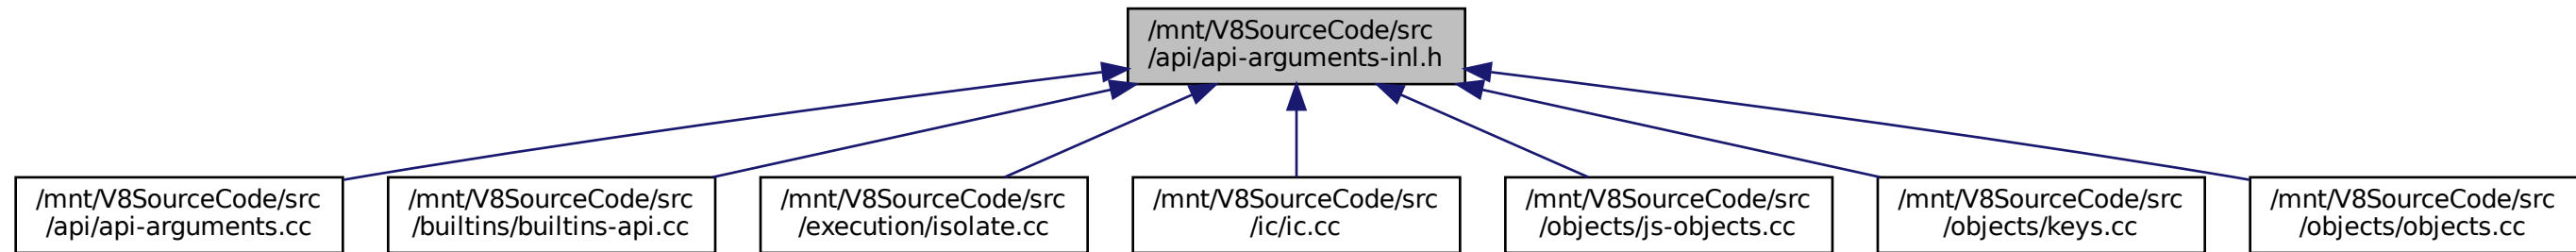 /mnt/V8SourceCode/src
/api/api-arguments-inl.h
/mnt/V8SourceCode/src
/api/api-arguments.cc
/mnt/V8SourceCode/src
/builtins/builtins-api.cc
/mnt/V8SourceCode/src
/execution/isolate.cc
/mnt/V8SourceCode/src
/ic/ic.cc
/mnt/V8SourceCode/src
/objects/js-objects.cc
/mnt/V8SourceCode/src
/objects/keys.cc
/mnt/V8SourceCode/src
/objects/objects.cc